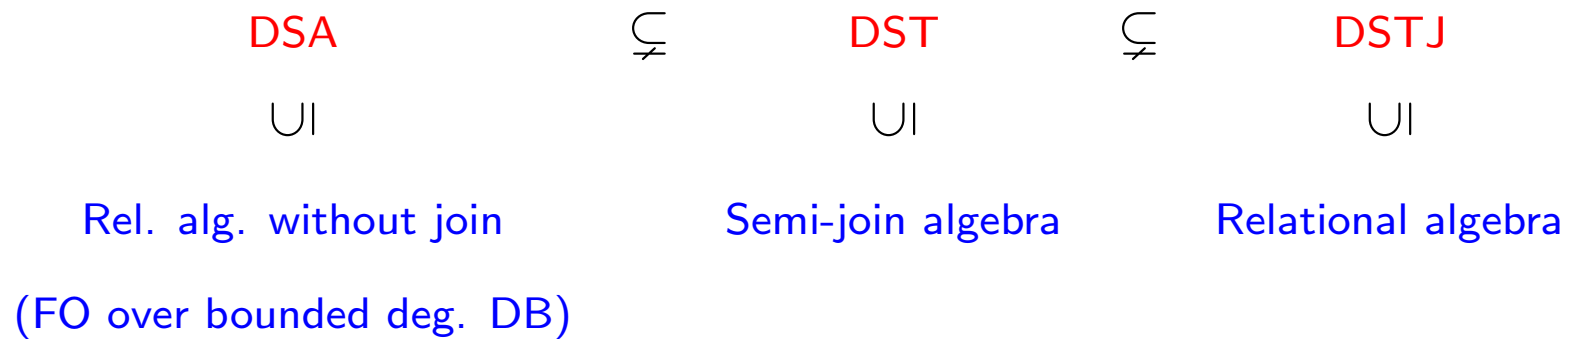 DSA ⊊ DST ⊊ DSTJ
∪I ∪I ∪I
Rel. alg. without join Semi-join algebra Relational algebra
(FO over bounded deg. DB)